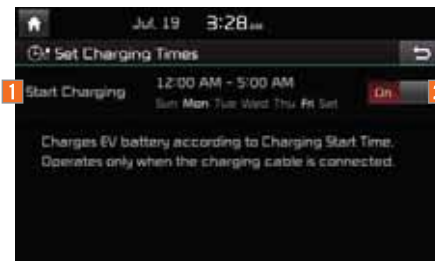 Jul. 19 3:28 AM
Set Charging Times
1 Start Charging 12:00 AM - 5:00 AM On 2
Sun Mon Tue Wed Thu Fri Sat
Charges EV battery according to Charging Start Time.
Operates only when the charging cable is connected.